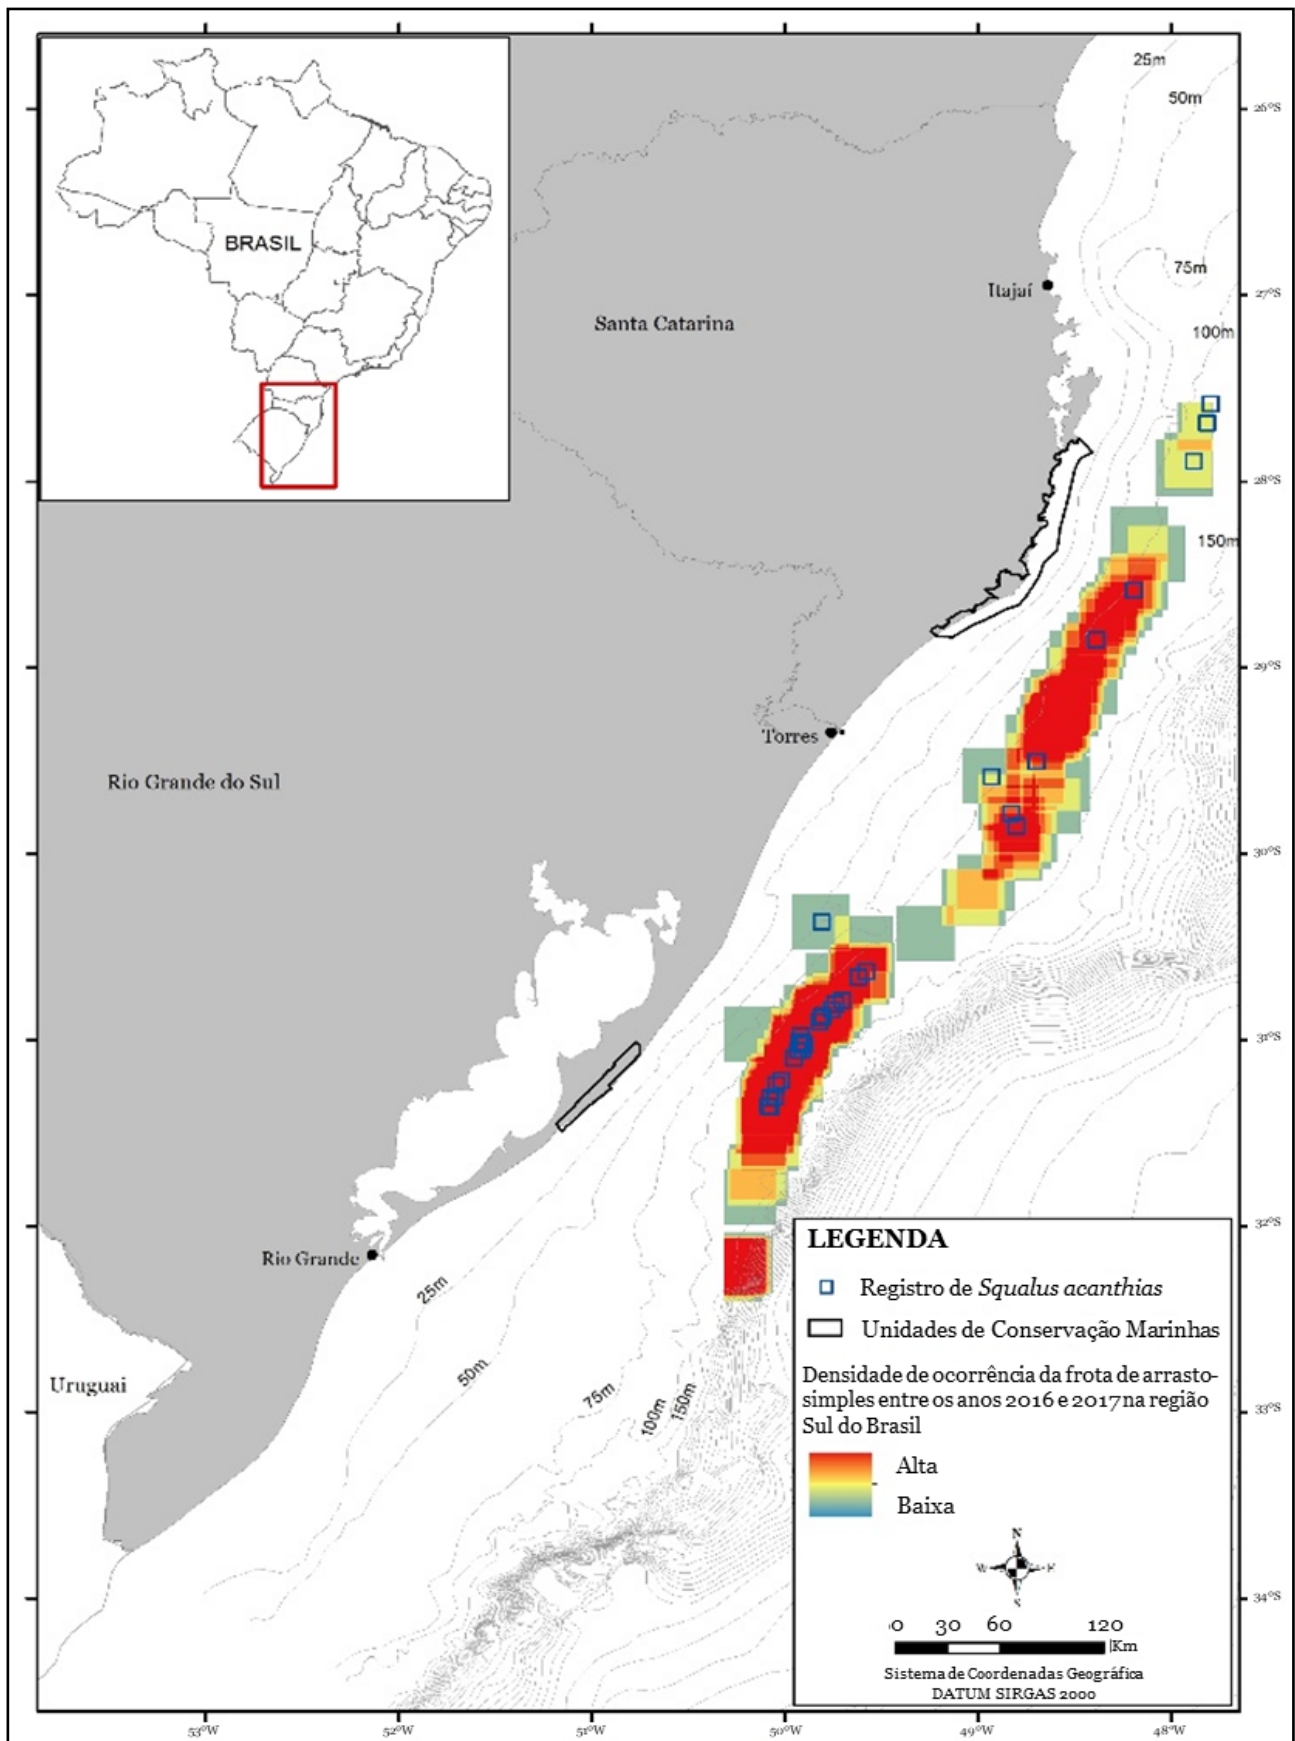 BRASIL
25m
50m
26°S
75m
Itajaí
27°S
Santa Catarina
100m
28°S
150m
29°S
Torres
Rio Grande do Sul
30°S
31°S
32°S
Rio Grande
25m
50m
Uruguai
75m
100m
150m
33°S
34°S
LEGENDA
Registro de Squalus acanthias
Unidades de Conservação Marinhas
Densidade de ocorrência da frota de arrasto-
simples entre os anos 2016 e 2017 na região
Sul do Brasil
Alta
Baixa
N
W
E
S
0 30 60 120
Km
Sistema de Coordenadas Geográfica
DATUM SIRGAS 2000
53°W 52°W 51°W 50°W 49°W 48°W